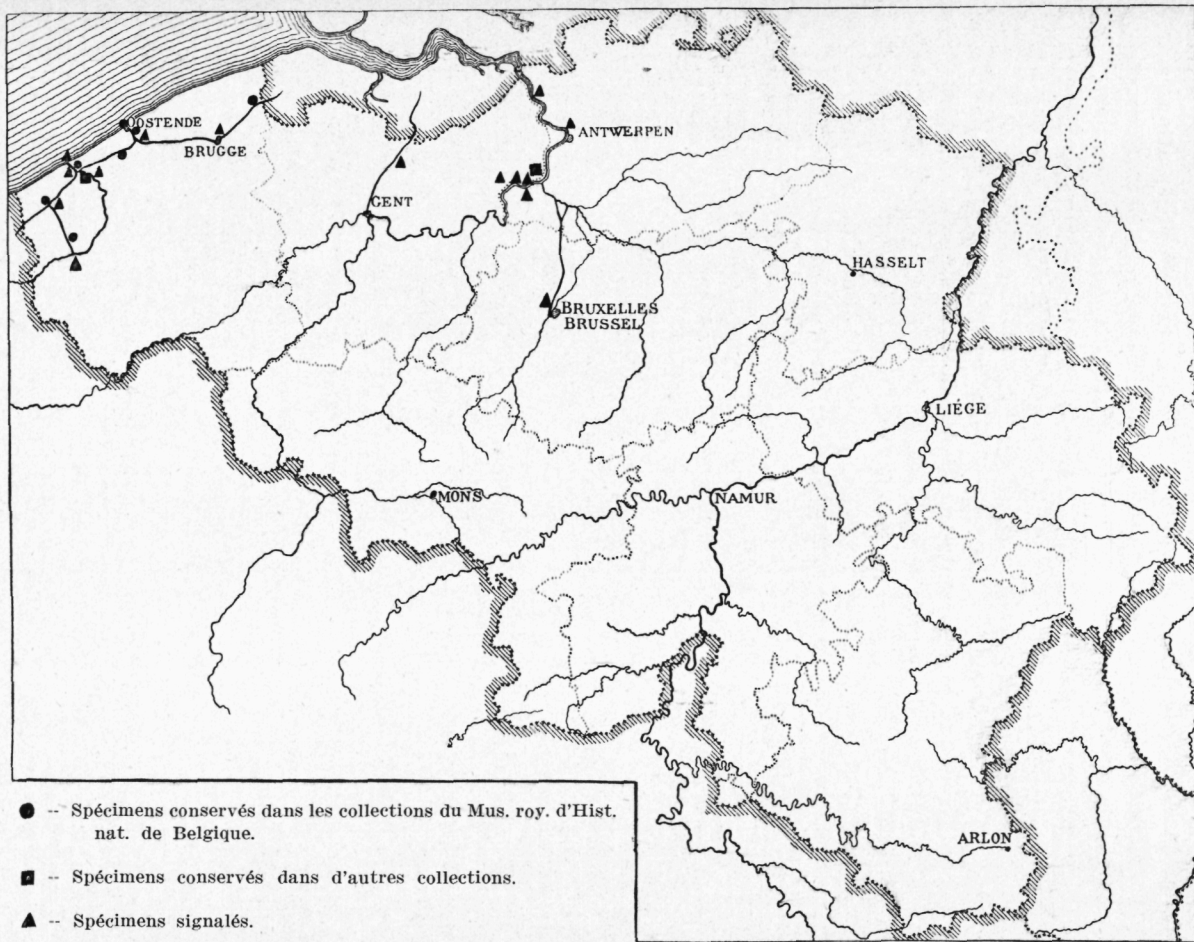 OOSTENDE
BRUGGE
ANTWERPEN
GENT
HASSELT
BRUXELLES
BRUSSEL
LIÉGE
MONS
NAMUR
ARLON
● -- Spécimens conservés dans les collections du Mus. roy. d'Hist.
nat. de Belgique.
■ -- Spécimens conservés dans d'autres collections.
▲ -- Spécimens signalés.